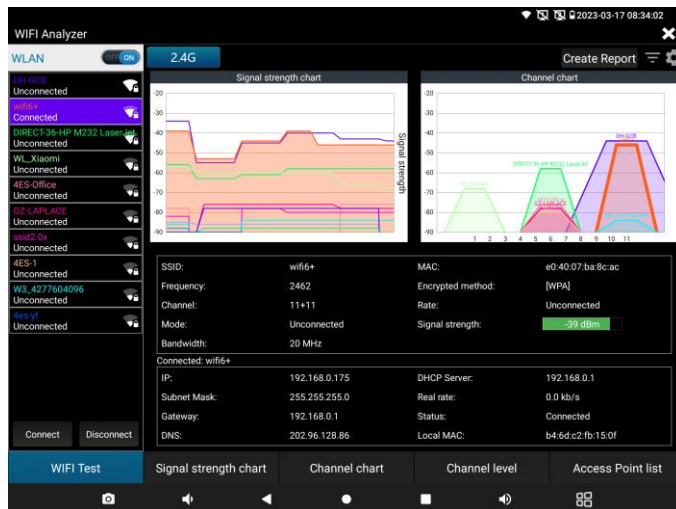 2023-03-17 08:34:02
WIFI Analyzer
WLAN
OFF ON
2.4G
Create Report
DH-GCB
Unconnected
wifi6+
Connected
DIRECT-36-HP M232 LaserJet
Unconnected
WL_Xiaomi
Unconnected
4ES-Office
Unconnected
GZ-LAPLACE
Unconnected
ssid2.0x
Unconnected
4ES-1
Unconnected
W3_4277604096
Unconnected
4es-yf
Unconnected
Connect
Disconnect
Signal strength chart
-20
-30
-40
-50
-60
-70
-80
-90
Signal strength
Channel chart
-20
-30
-40
-50
-60
-70
-80
-90
DH-GCB
DIRECT-36-HP M232 LaserJet
GZ-LAPLACE
1 2 3 4 5 6 7 8 9 10 11
SSID: wifi6+ MAC: e0:40:07:ba:8c:ac
Frequency: 2462 Encrypted method: [WPA]
Channel: 11+11 Rate: Unconnected
Mode: Unconnected Signal strength: -39 dBm
Bandwidth: 20 MHz
Connected: wifi6+
IP: 192.168.0.175 DHCP Server: 192.168.0.1
Subnet Mask: 255.255.255.0 Real rate: 0.0 kb/s
Gateway: 192.168.0.1 Status: Connected
DNS: 202.96.128.86 Local MAC: b4:6d:c2:fb:15:0f
WIFI Test
Signal strength chart
Channel chart
Channel level
Access Point list